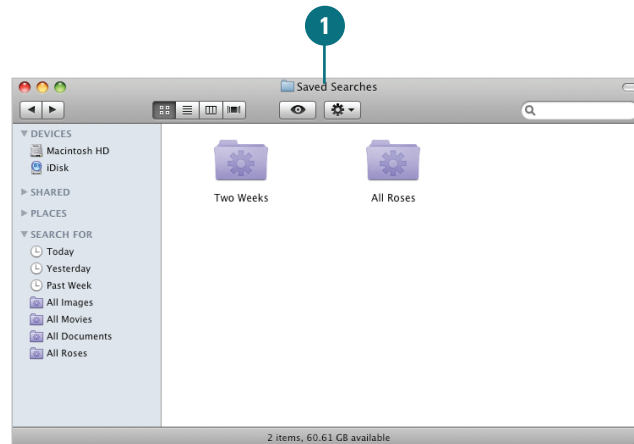 1
Saved Searches
DEVICES
Macintosh HD
iDisk
SHARED
PLACES
SEARCH FOR
Today
Yesterday
Past Week
All Images
All Movies
All Documents
All Roses
Two Weeks
All Roses
2 items, 60.61 GB available